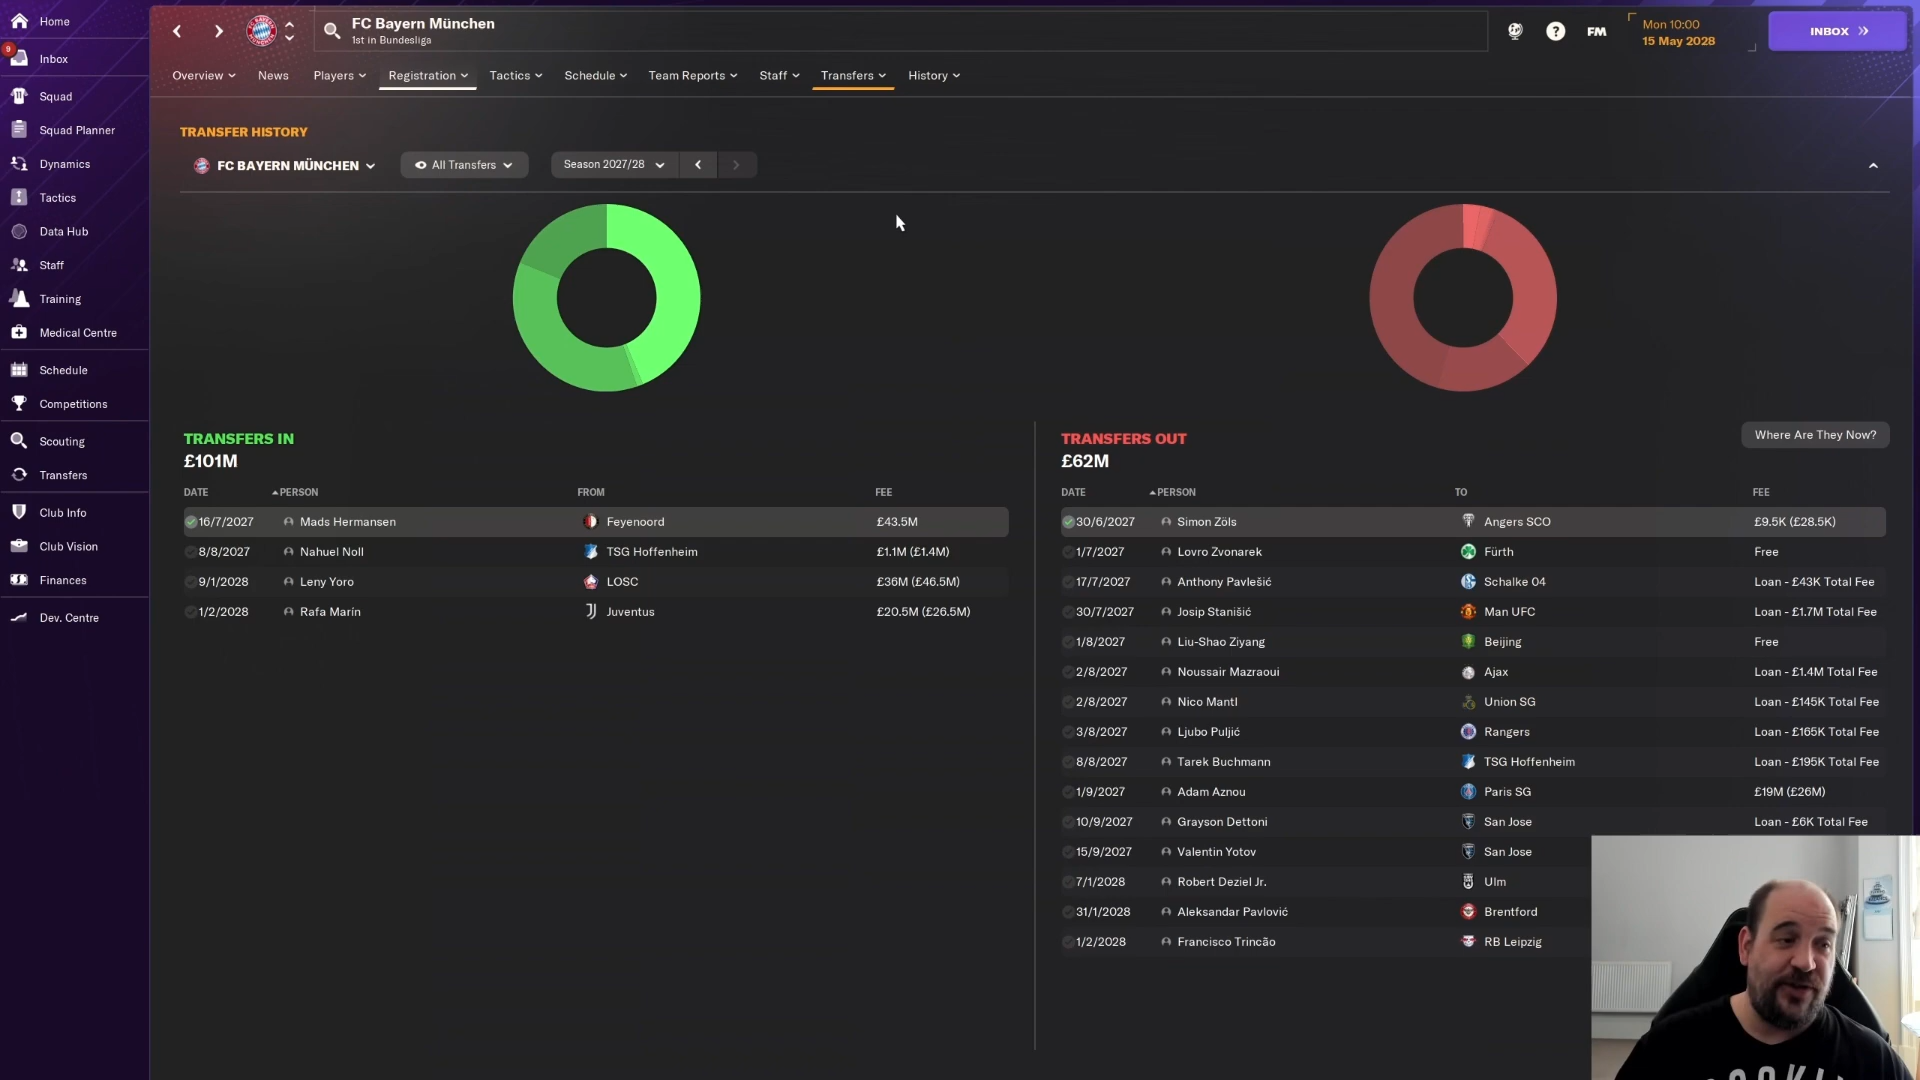 Home
9
Inbox
Squad
Squad Planner
Dynamics
Tactics
Data Hub
Staff
Training
Medical Centre
Schedule
Competitions
Scouting
Transfers
Club Info
Club Vision
Finances
Dev. Centre
FC Bayern München
1st in Bundesliga
FM
Mon 10:00
15 May 2028
INBOX
Overview
News
Players
Registration
Tactics
Schedule
Team Reports
Staff
Transfers
History
TRANSFER HISTORY
FC BAYERN MÜNCHEN
All Transfers
Season 2027/28
TRANSFERS IN
£101M
DATE PERSON FROM FEE
16/7/2027 Mads Hermansen Feyenoord £43.5M
8/8/2027 Nahuel Noll TSG Hoffenheim £1.1M (£1.4M)
9/1/2028 Leny Yoro LOSC £36M (£46.5M)
1/2/2028 Rafa Marín Juventus £20.5M (£26.5M)
TRANSFERS OUT
£62M
Where Are They Now?
DATE PERSON TO FEE
30/6/2027 Simon Zöls Angers SCO £9.5K (£28.5K)
1/7/2027 Lovro Zvonarek Fürth Free
17/7/2027 Anthony Pavlešić Schalke 04 Loan - £43K Total Fee
30/7/2027 Josip Stanišić Man UFC Loan - £1.7M Total Fee
1/8/2027 Liu-Shao Ziyang Beijing Free
2/8/2027 Noussair Mazraoui Ajax Loan - £1.4M Total Fee
2/8/2027 Nico Mantl Union SG Loan - £145K Total Fee
3/8/2027 Ljubo Puljić Rangers Loan - £165K Total Fee
8/8/2027 Tarek Buchmann TSG Hoffenheim Loan - £195K Total Fee
1/9/2027 Adam Aznou Paris SG £19M (£26M)
10/9/2027 Grayson Dettoni San Jose Loan - £6K Total Fee
15/9/2027 Valentin Yotov San Jose
7/1/2028 Robert Deziel Jr. Ulm
31/1/2028 Aleksandar Pavlović Brentford
1/2/2028 Francisco Trincão RB Leipzig